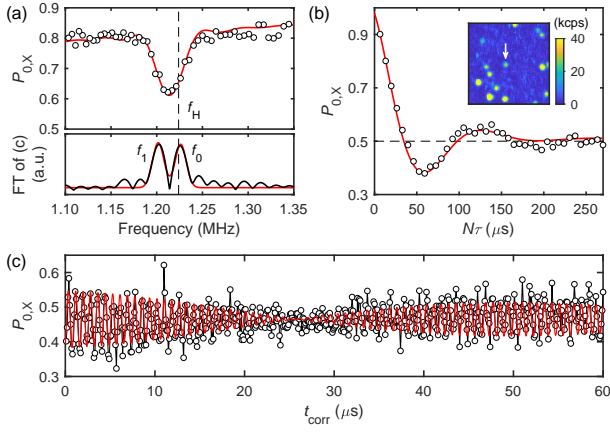 (a)
0.9
0.8
0.7
0.6
0.5
P0,X
fH
FT of (c)
(a.u.)
f1
f0
1.10 1.15 1.20 1.25 1.30 1.35
Frequency (MHz)
(b)
0.9
0.7
0.5
0.3
P0,X
40
20
0
(kcps)
0 50 100 150 200 250
Nτ (μs)
(c)
0.6
0.5
0.4
0.3
P0,X
0 10 20 30 40 50 60
tcorr (μs)